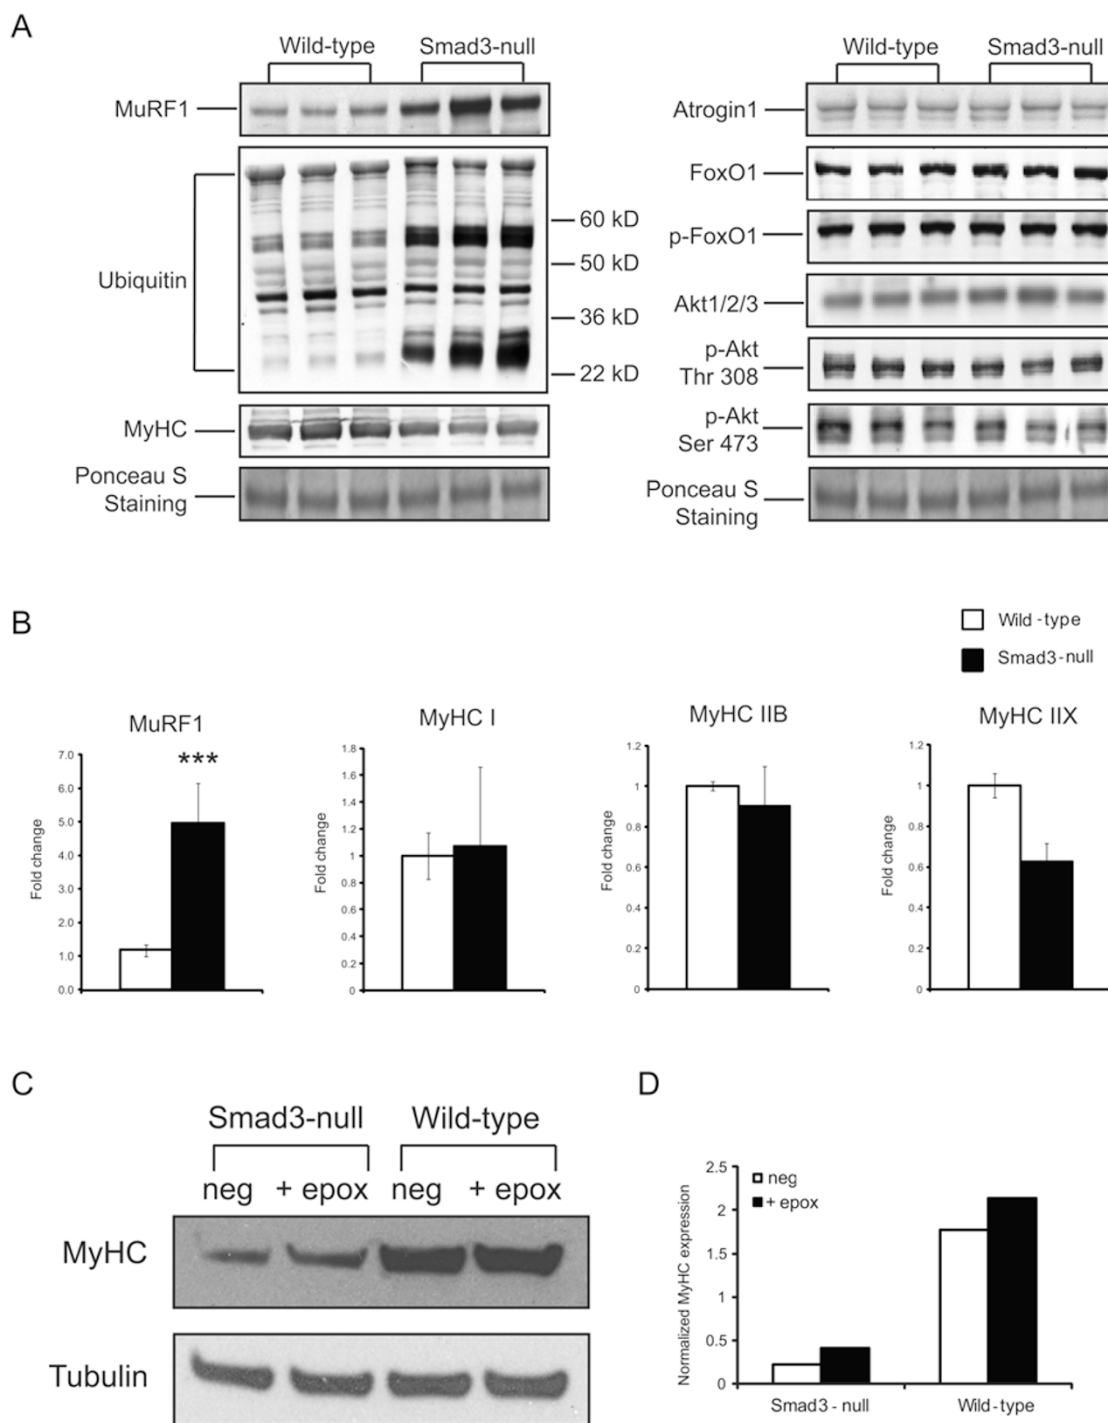 A
Wild-type Smad3-null
MuRF1
Ubiquitin
60 kD
50 kD
36 kD
22 kD
MyHC
Ponceau S
Staining
Wild-type Smad3-null
Atrogin1
FoxO1
p-FoxO1
Akt1/2/3
p-Akt
Thr 308
p-Akt
Ser 473
Ponceau S
Staining
B
Wild-type
Smad3-null
MuRF1
***
Fold change
7.0
6.0
5.0
4.0
3.0
2.0
1.0
0.0
MyHC I
Fold change
1.8
1.6
1.4
1.2
1
0.8
0.6
0.4
0.2
0
MyHC IIB
Fold change
1.2
1
0.8
0.6
0.4
0.2
0
MyHC IIX
Fold change
1.2
1
0.8
0.6
0.4
0.2
0
C
Smad3-null Wild-type
neg + epox neg + epox
MyHC
Tubulin
D
Normalized MyHC expression
2.5
2
1.5
1
0.5
0
neg
+ epox
Smad3 - null Wild-type